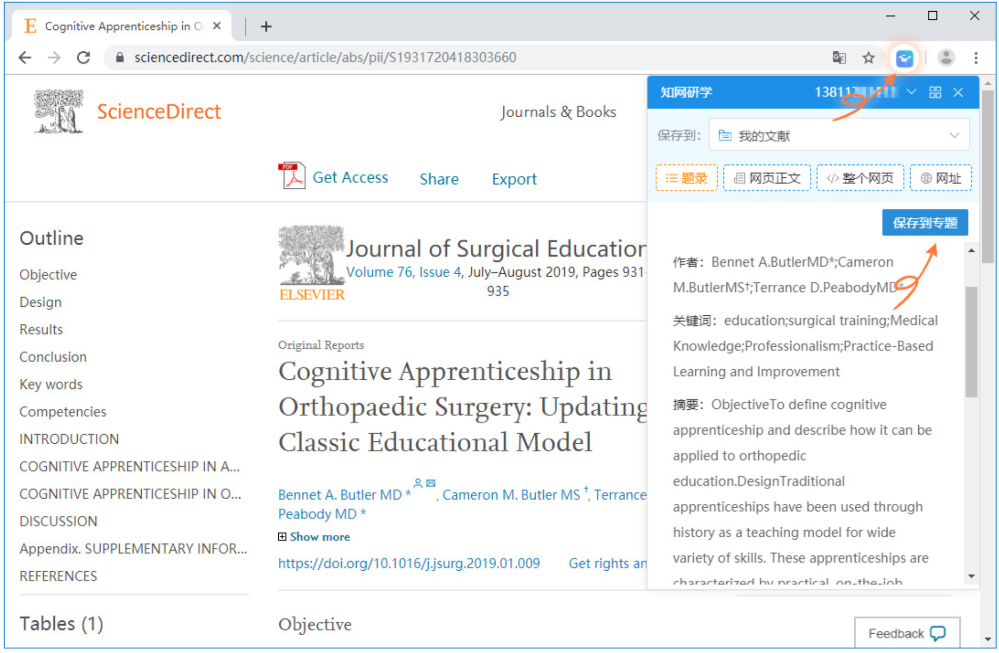 E Cognitive Apprenticeship in O
sciencedirect.com/science/article/abs/pii/S1931720418303660
ScienceDirect
Journals & Books
PDF
Get Access
Share
Export
Outline
Objective
Design
Results
Conclusion
Key words
Competencies
INTRODUCTION
COGNITIVE APPRENTICESHIP IN A...
COGNITIVE APPRENTICESHIP IN O...
DISCUSSION
Appendix. SUPPLEMENTARY INFOR...
REFERENCES
Tables (1)
ELSEVIER
Journal of Surgical Education
Volume 76, Issue 4, July–August 2019, Pages 931-
935
Original Reports
Cognitive Apprenticeship in
Orthopaedic Surgery: Updating
Classic Educational Model
Bennet A. Butler MD *, Cameron M. Butler MS †, Terrance
Peabody MD *
Show more
https://doi.org/10.1016/j.jsurg.2019.01.009
Get rights an
Objective
知网研学
13811
保存到：
我的文献
题录
网页正文
</> 整个网页
网址
保存到专题
作者：Bennet A.ButlerMD*;Cameron
M.ButlerMS†;Terrance D.PeabodyMD*
关键词：education;surgical training;Medical
Knowledge;Professionalism;Practice-Based
Learning and Improvement
摘要：ObjectiveTo define cognitive
apprenticeship and describe how it can be
applied to orthopedic
education.DesignTraditional
apprenticeships have been used through
history as a teaching model for wide
variety of skills. These apprenticeships are
characterized by practical, on-the-job
Feedback